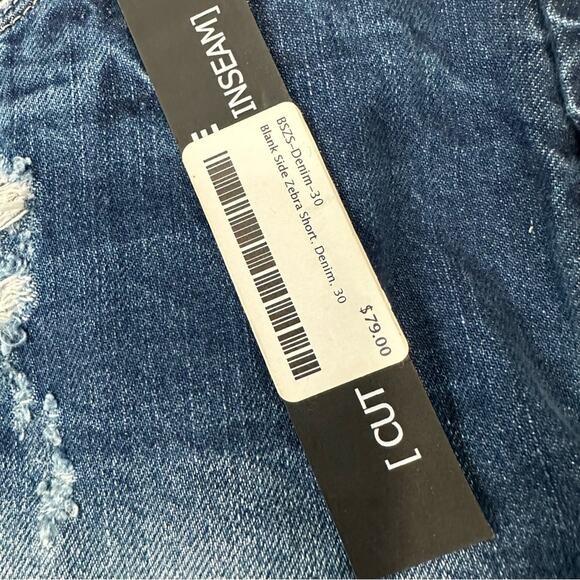 INSEAM]
E
BSZS-Denim-30
Blank Side Zebra Short, Denim, 30
$79.00
[ CUT